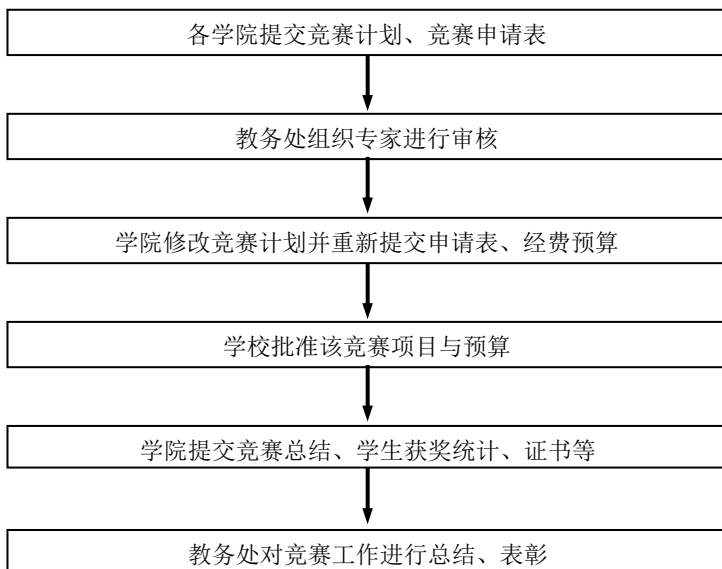 各学院提交竞赛计划、竞赛申请表
教务处组织专家进行审核
学院修改竞赛计划并重新提交申请表、经费预算
学校批准该竞赛项目与预算
学院提交竞赛总结、学生获奖统计、证书等
教务处对竞赛工作进行总结、表彰